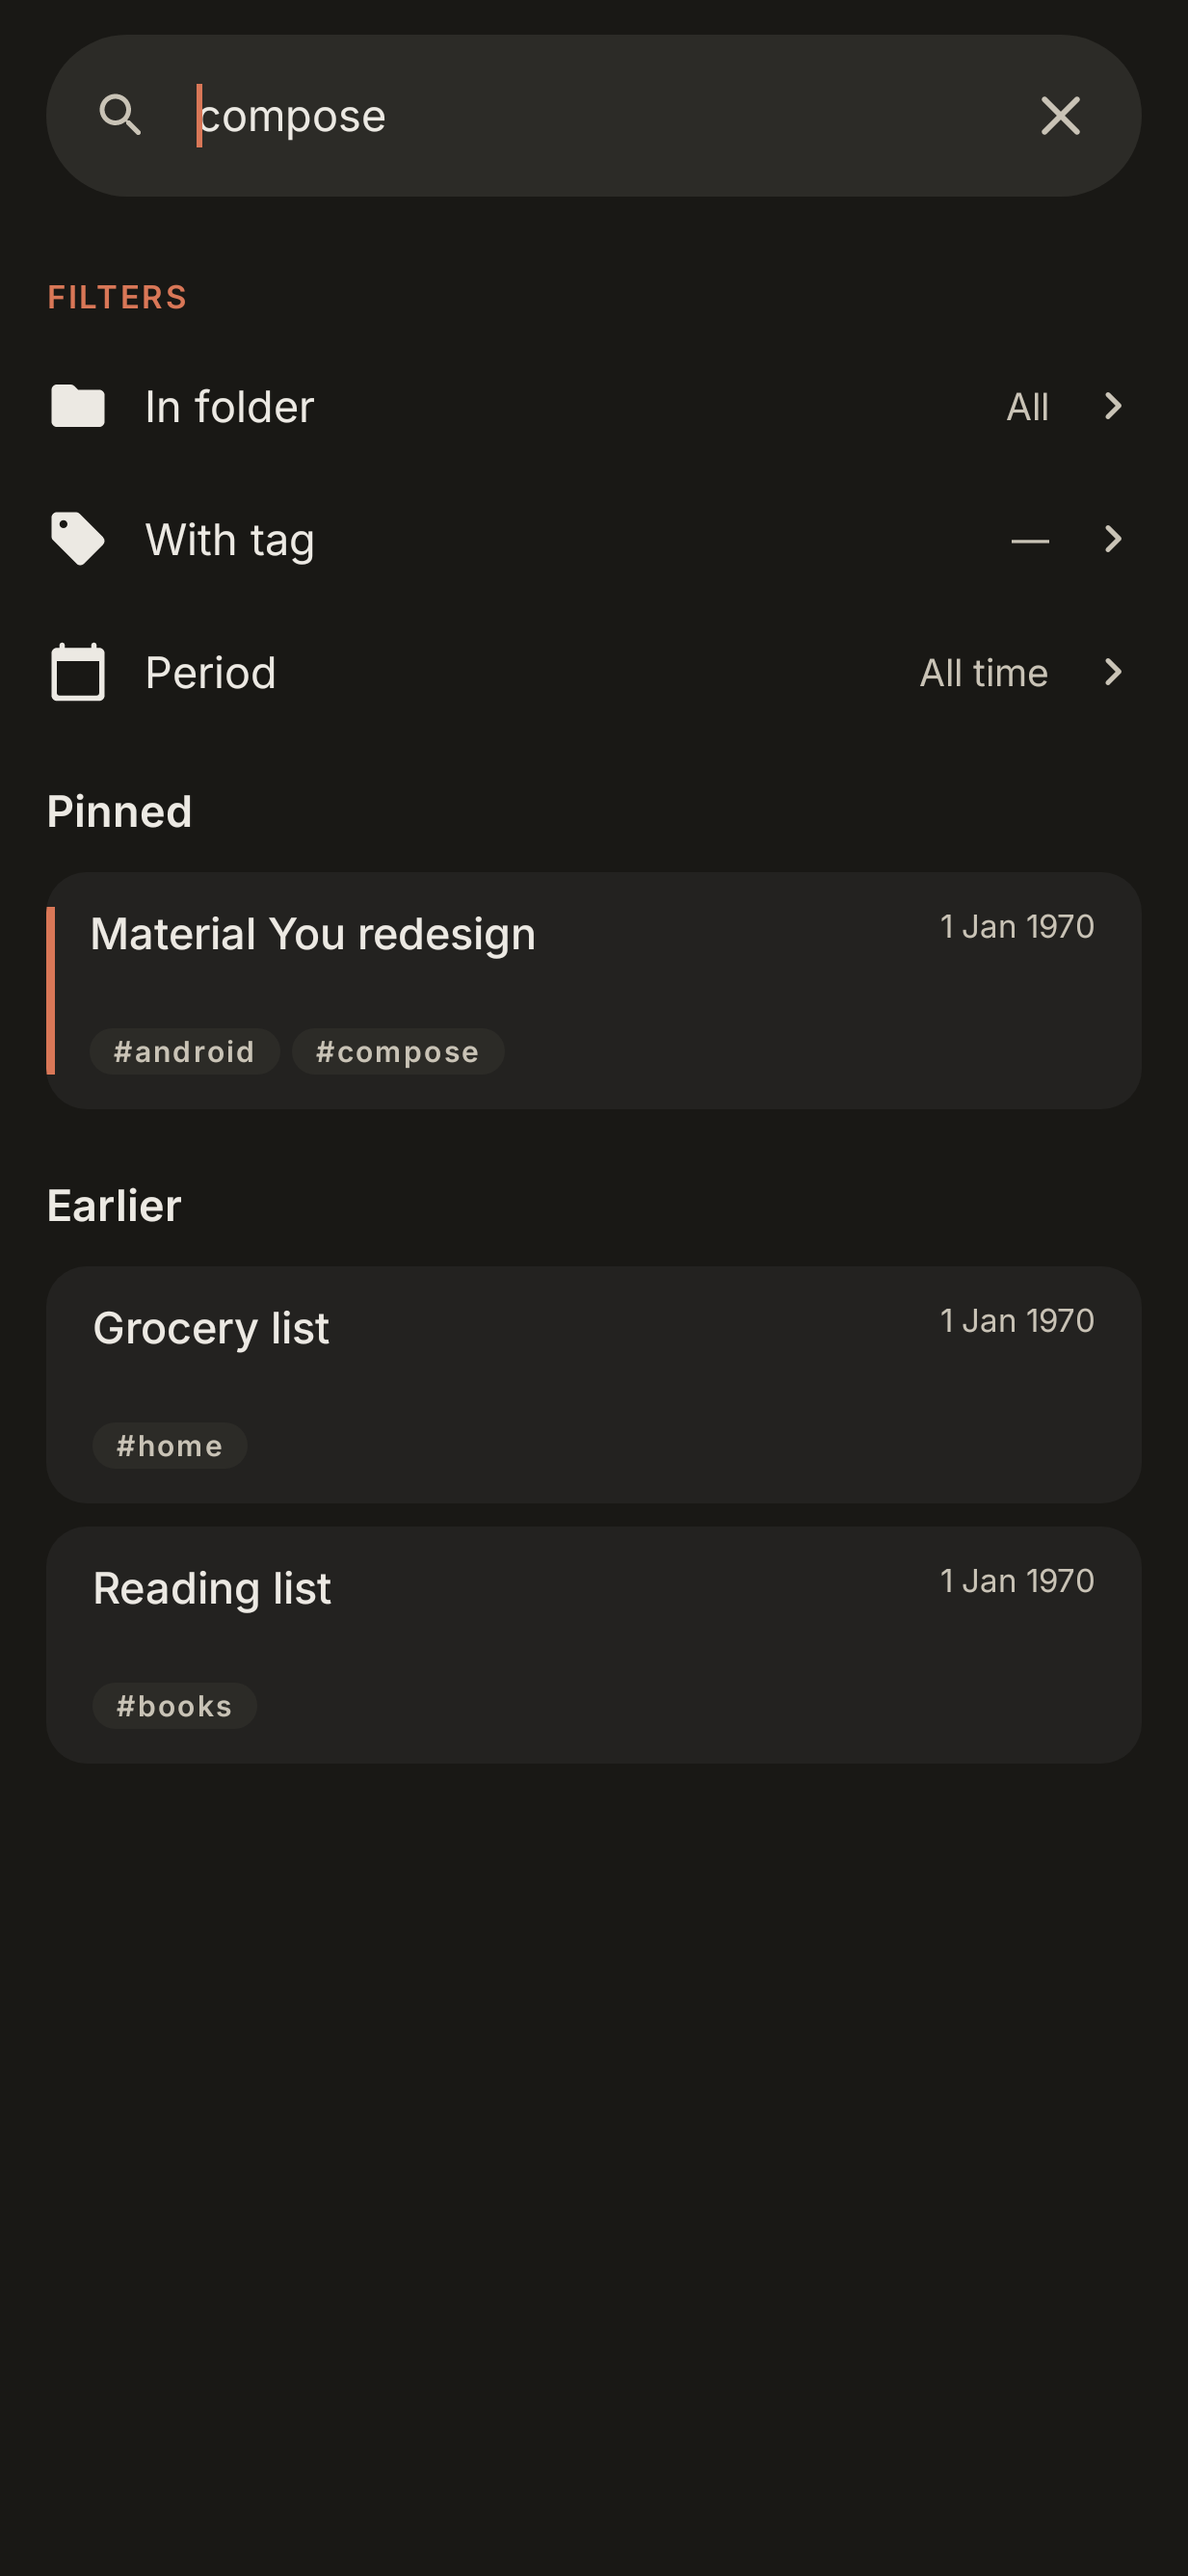 compose
FILTERS
In folder All
With tag —
Period All time
Pinned
Material You redesign 1 Jan 1970
#android #compose
Earlier
Grocery list 1 Jan 1970
#home
Reading list 1 Jan 1970
#books